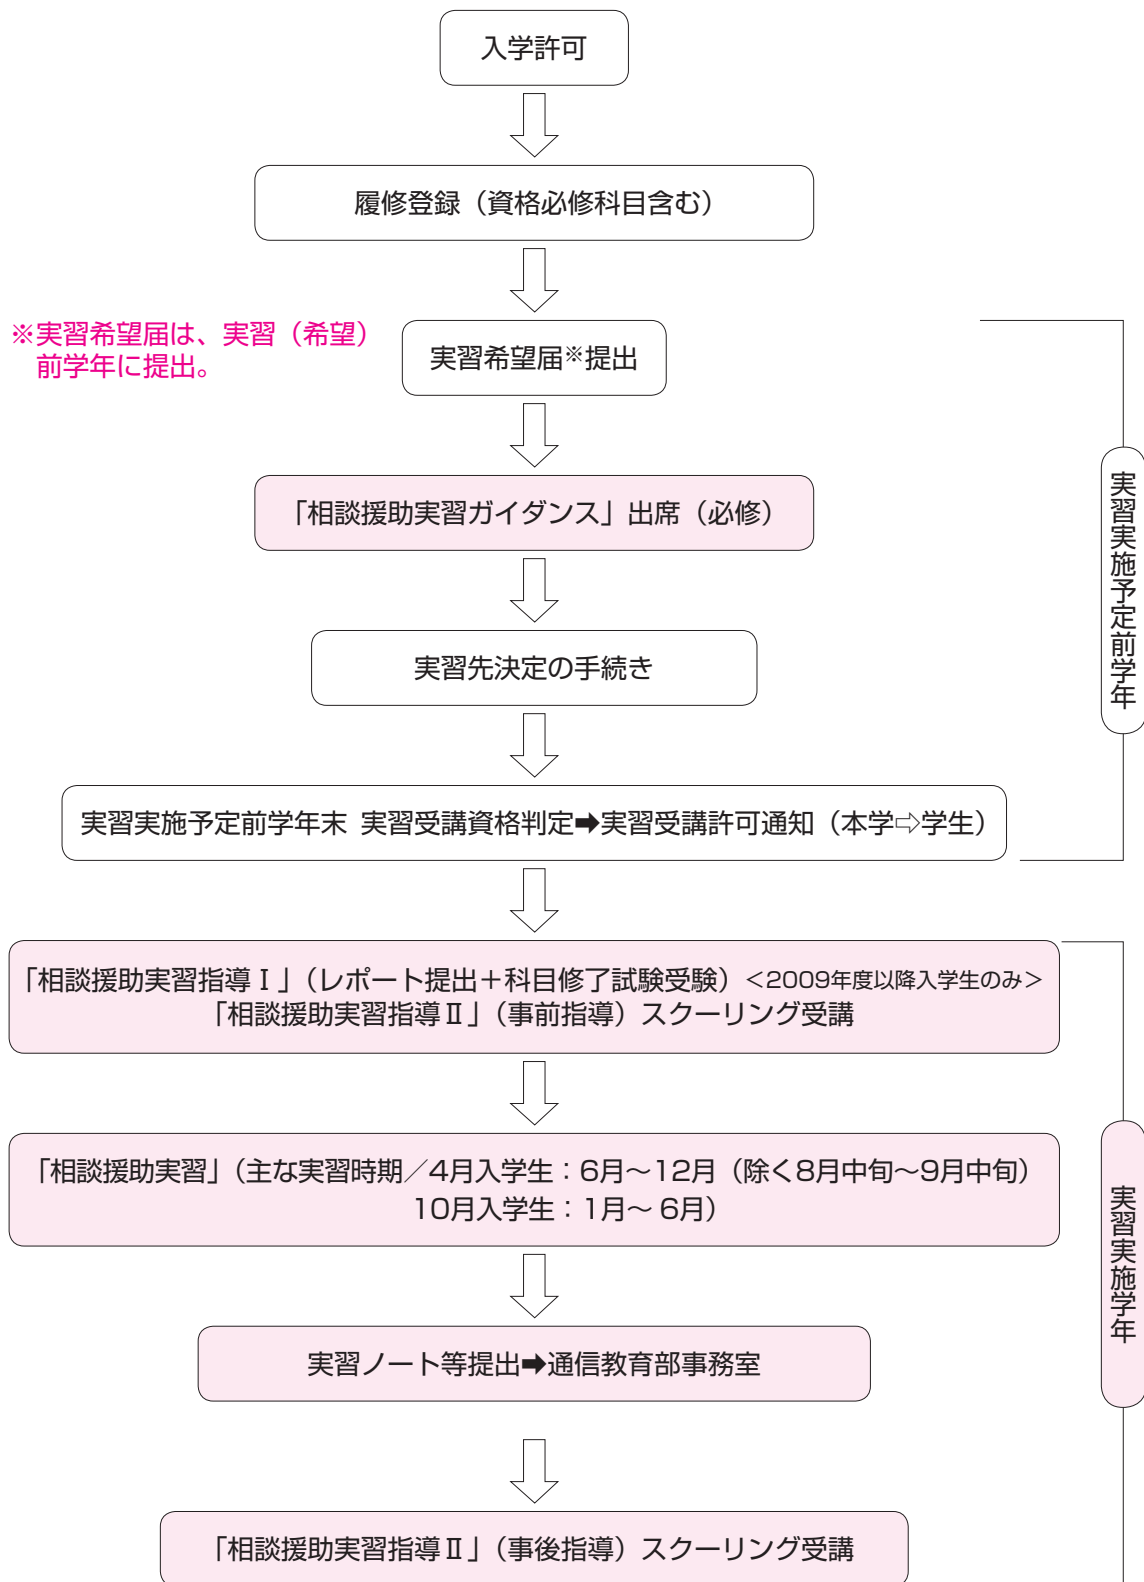 入学許可
履修登録（資格必修科目含む）
※実習希望届は、実習（希望）
前学年に提出。
実習希望届※提出
「相談援助実習ガイダンス」出席（必修）
実習先決定の手続き
実習実施予定前学年末 実習受講資格判定➡実習受講許可通知（本学⇨学生）
実習実施予定前学年
「相談援助実習指導Ⅰ」（レポート提出＋科目修了試験受験）＜2009年度以降入学生のみ＞
「相談援助実習指導Ⅱ」（事前指導）スクーリング受講
「相談援助実習」（主な実習時期／4月入学生：6月～12月（除く8月中旬～9月中旬）
10月入学生：1月～ 6月）
実習ノート等提出➡通信教育部事務室
「相談援助実習指導Ⅱ」（事後指導）スクーリング受講
実習実施学年